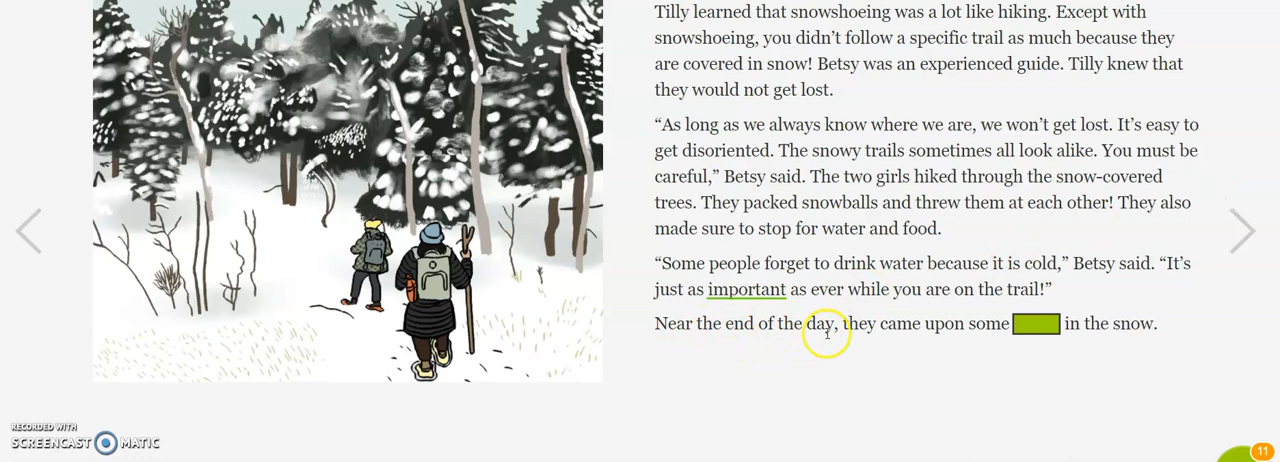 Tilly learned that snowshoeing was a lot like hiking. Except with
snowshoeing, you didn’t follow a specific trail as much because they
are covered in snow! Betsy was an experienced guide. Tilly knew that
they would not get lost.
“As long as we always know where we are, we won’t get lost. It’s easy to
get disoriented. The snowy trails sometimes all look alike. You must be
careful,” Betsy said. The two girls hiked through the snow-covered
trees. They packed snowballs and threw them at each other! They also
made sure to stop for water and food.
“Some people forget to drink water because it is cold,” Betsy said. “It’s
just as important as ever while you are on the trail!”
Near the end of the day, they came upon some in the snow.
RECORDED WITH
SCREENCAST MATIC
11